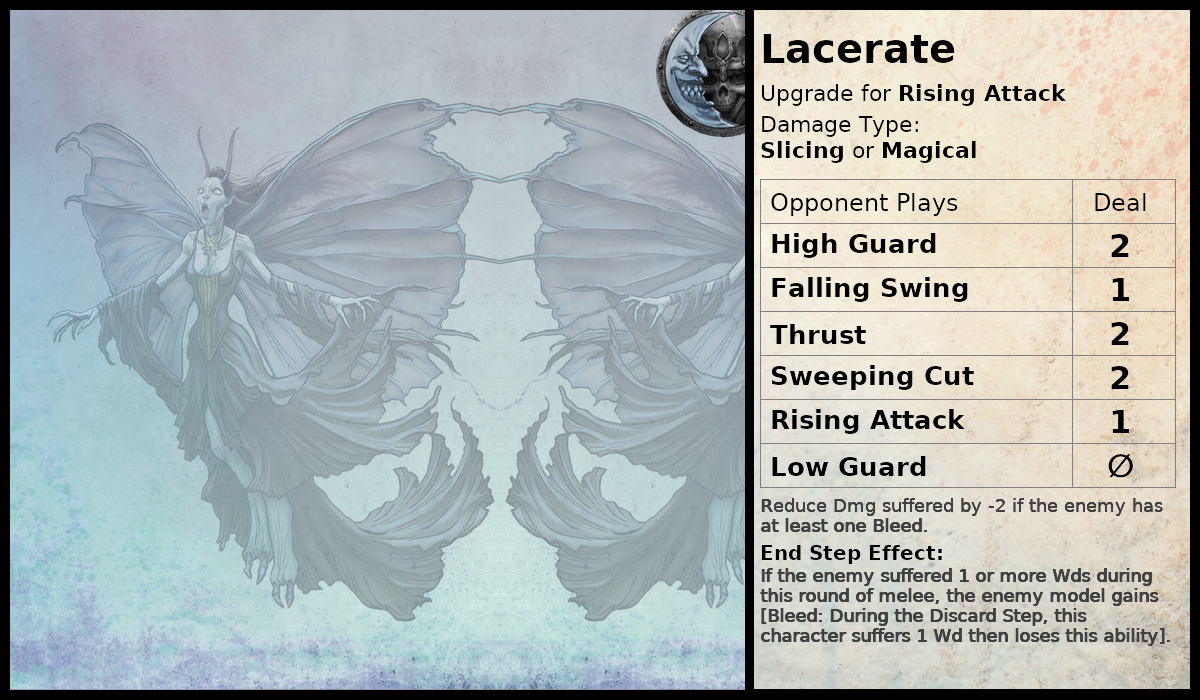 Lacerate
Upgrade for Rising Attack
Damage Type:
Slicing or Magical
Opponent Plays Deal
High Guard 2
Falling Swing 1
Thrust 2
Sweeping Cut 2
Rising Attack 1
Low Guard ∅
Reduce Dmg suffered by -2 if the enemy has
at least one Bleed.
End Step Effect:
If the enemy suffered 1 or more Wds during
this round of melee, the enemy model gains
[Bleed: During the Discard Step, this
character suffers 1 Wd then loses this ability].